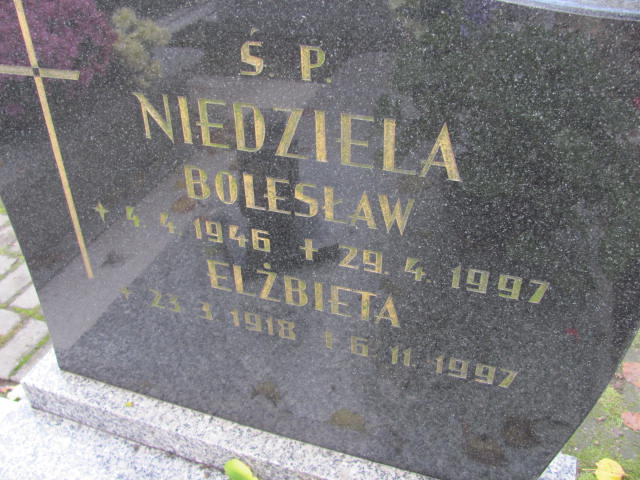 Ś. P.
NIEDZIELA
BOLESŁAW
+ 4. 4. 1946 + 29. 4. 1997
ELŻBIETA
+ 23. 3. 1918 + 6. 11. 1997